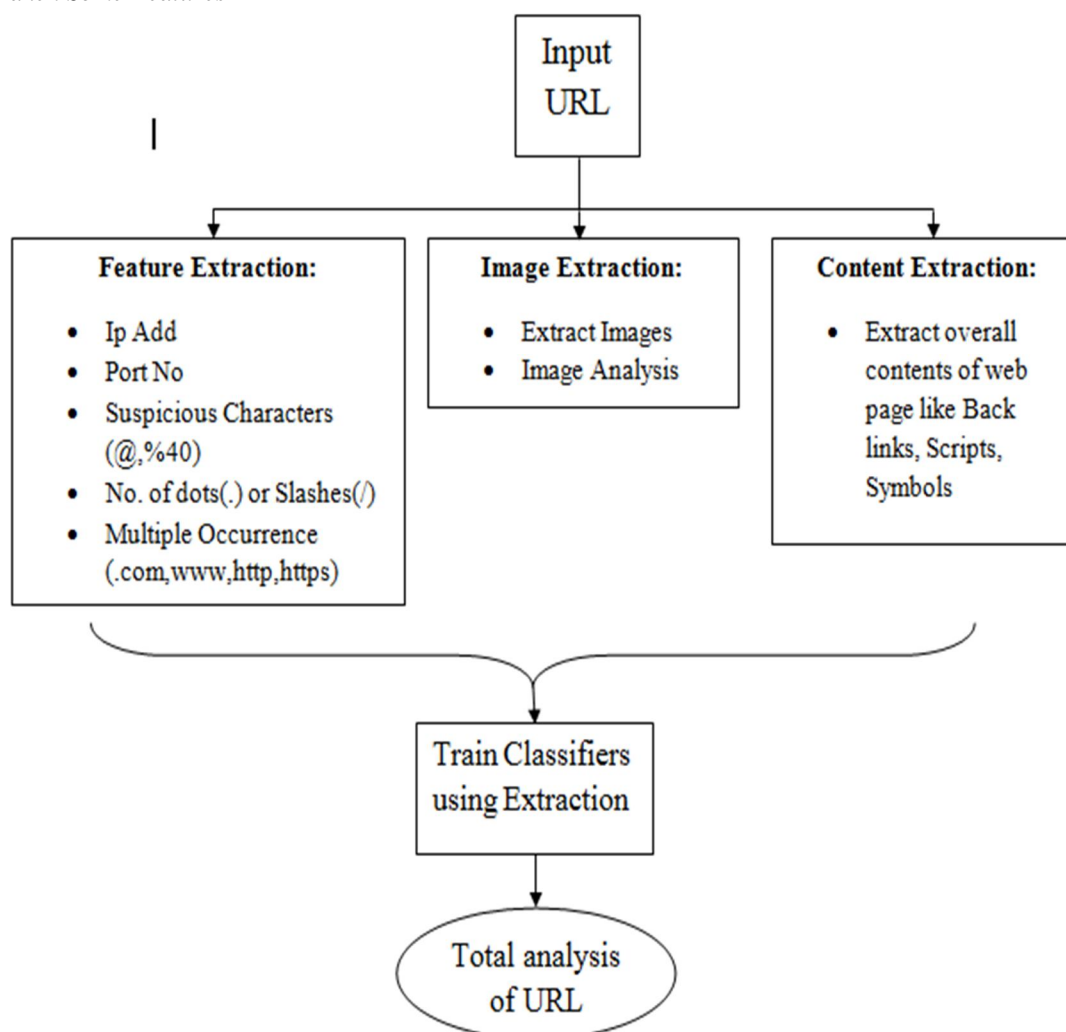 Input
URL
Feature Extraction:
• Ip Add
• Port No
• Suspicious Characters
(@,%40)
• No. of dots(.) or Slashes(/)
• Multiple Occurrence
(.com,www,http,https)
Image Extraction:
• Extract Images
• Image Analysis
Content Extraction:
• Extract overall
contents of web
page like Back
links, Scripts,
Symbols
Train Classifiers
using Extraction
Total analysis
of URL